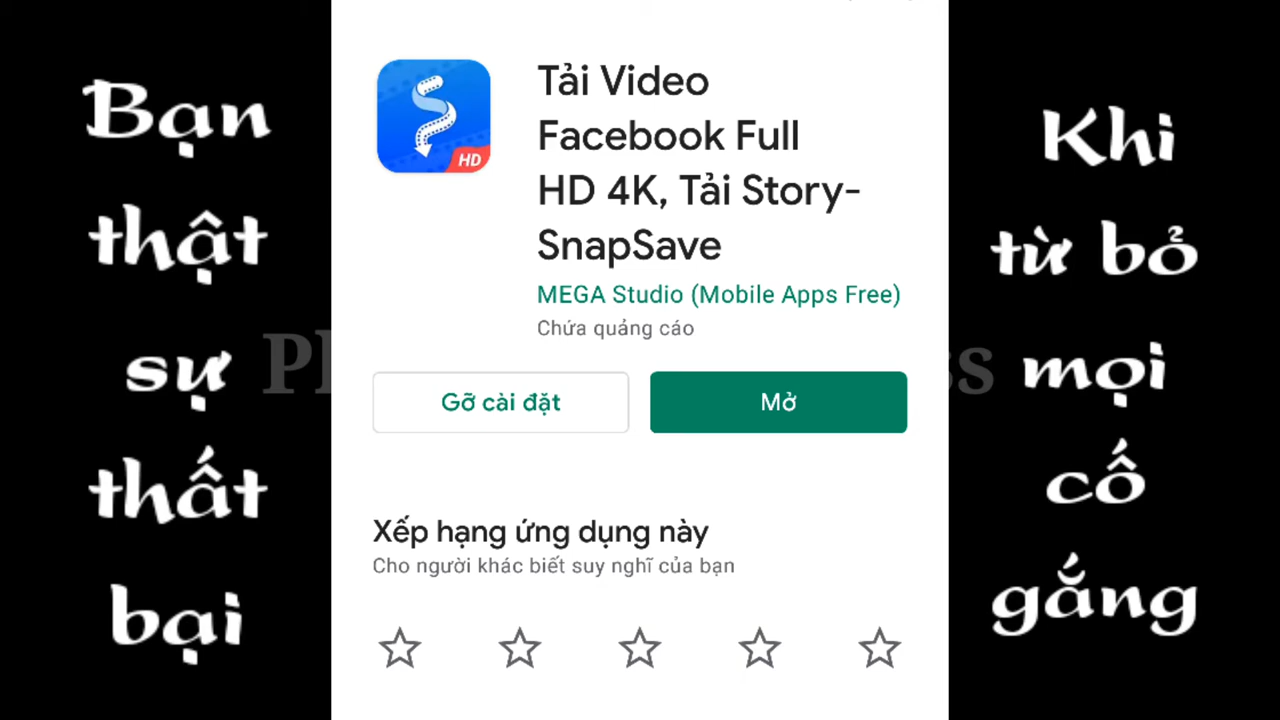 Bạn
thật
sự
thất
bại
HD
Tải Video
Facebook Full
HD 4K, Tải Story-
SnapSave
MEGA Studio (Mobile Apps Free)
Chứa quảng cáo
Gỡ cài đặt
Mở
Xếp hạng ứng dụng này
Cho người khác biết suy nghĩ của bạn
Khi
từ bỏ
mọi
cố
gắng